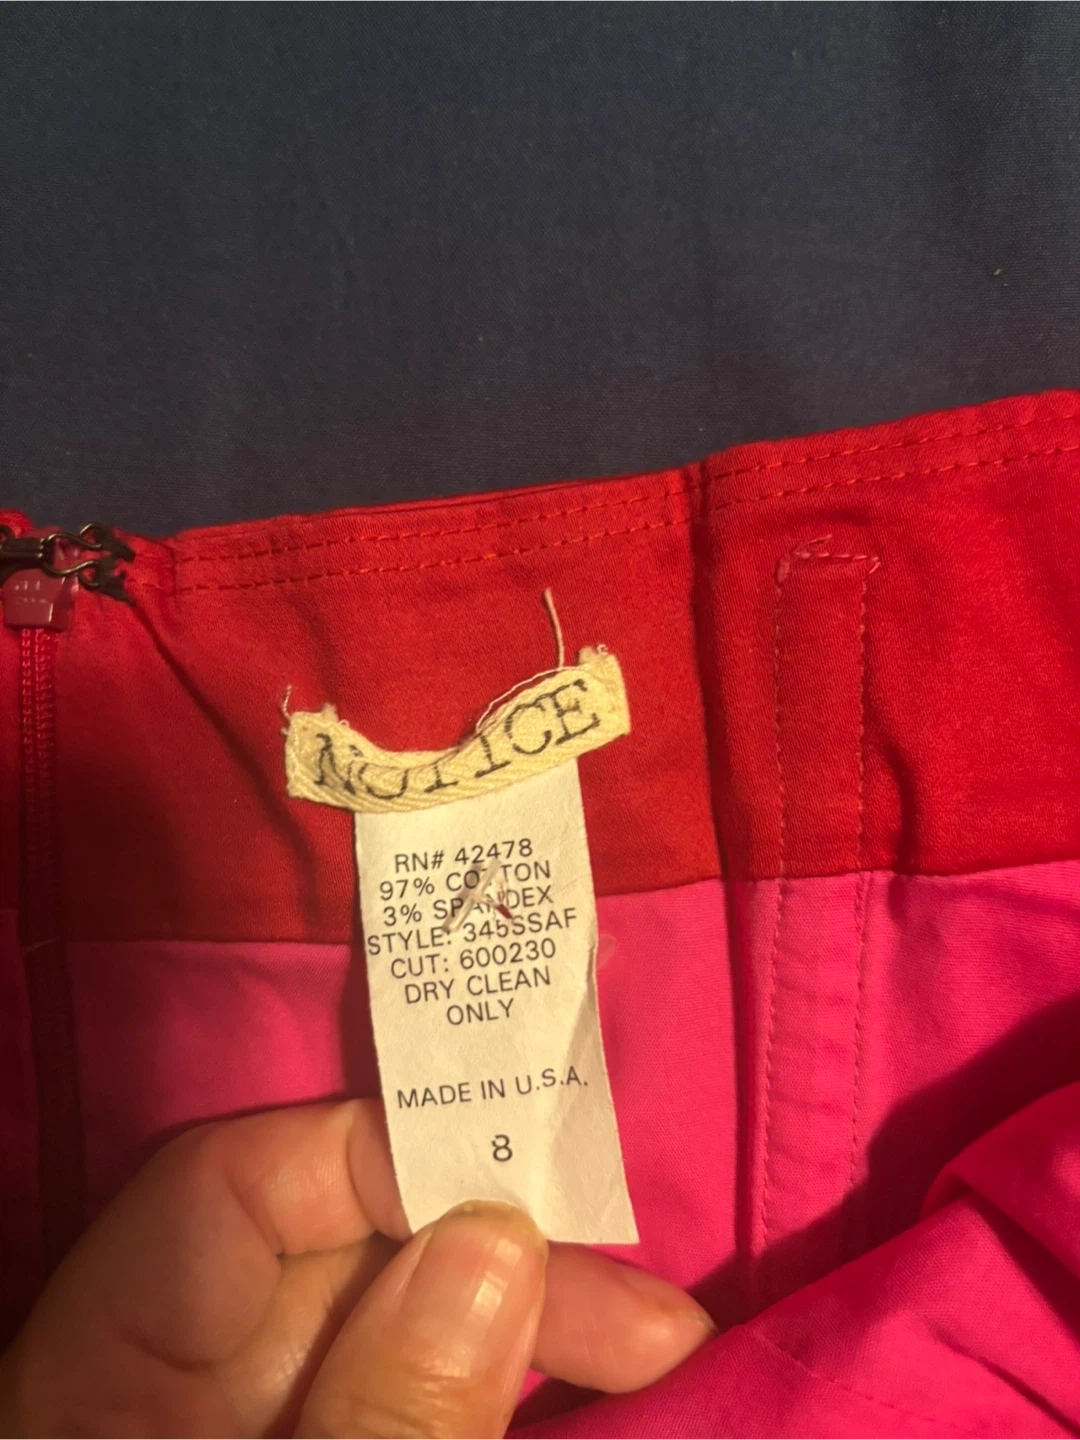 NOTICE
RN# 42478
97% COTTON
3% SPANDEX
STYLE: 345SSAF
CUT: 600230
DRY CLEAN
ONLY
MADE IN U.S.A.
8